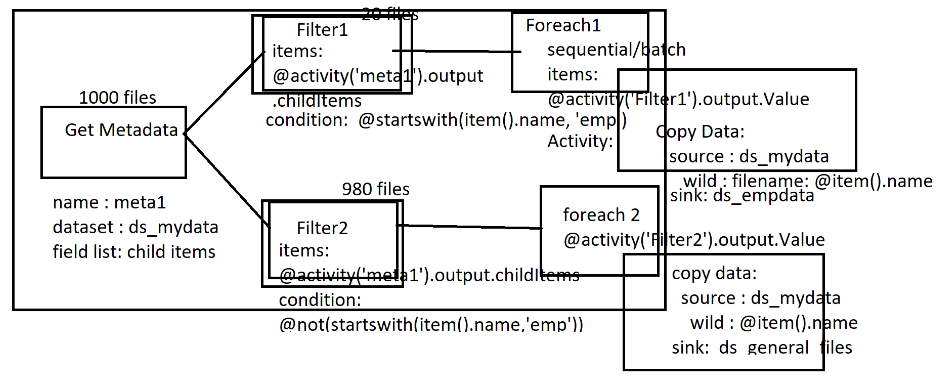 20 files
Filter1
items:
@activity('meta1').output
.childItems
condition: @startswith(item().name, 'emp')
Foreach1
sequential/batch
items:
@activity('Filter1').output.Value
Activity:
Copy Data:
source : ds_mydata
wild : filename: @item().name
sink: ds_empdata
1000 files
Get Metadata
name : meta1
dataset : ds_mydata
field list: child items
980 files
Filter2
items:
@activity('meta1').output.childItems
condition:
@not(startswith(item().name,'emp'))
foreach 2
@activity('Filter2').output.Value
copy data:
source : ds_mydata
wild : @item().name
sink: ds_general_files